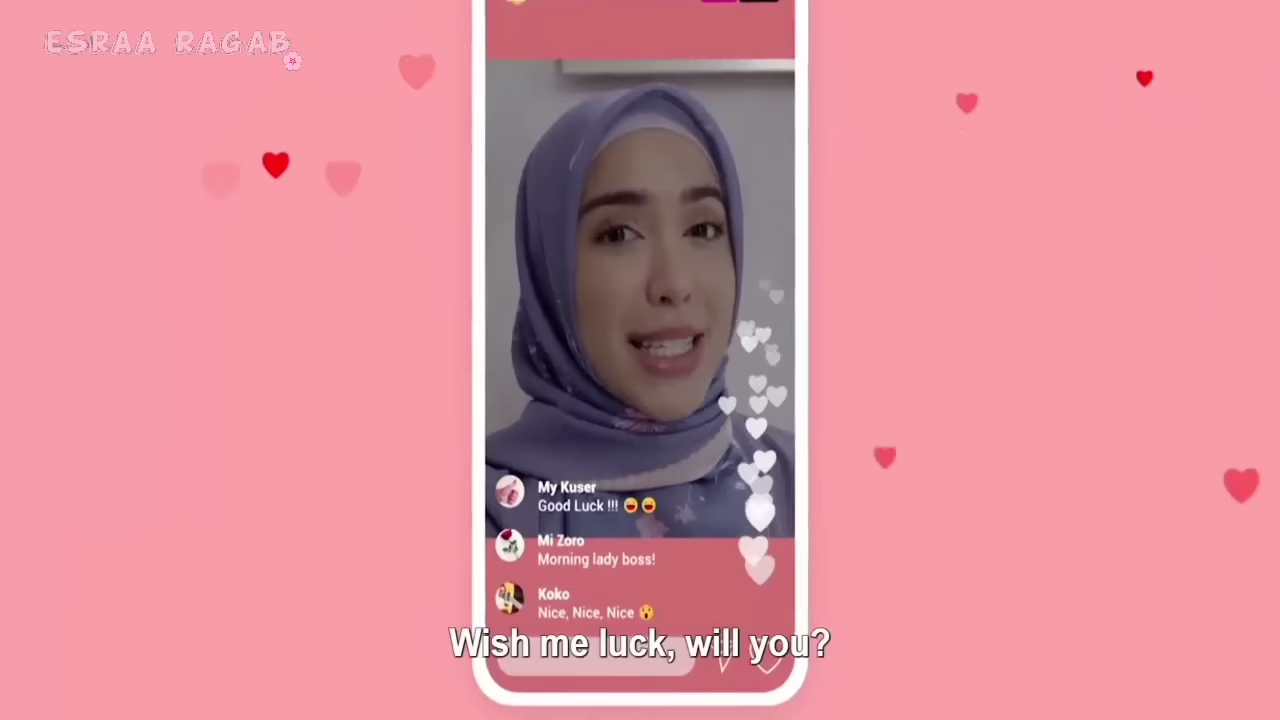 ESRAA RAGAB
My Kuser
Good Luck !!! 😆😆
Mi Zoro
Morning lady boss!
Koko
Nice, Nice, Nice 😲
Wish me luck, will you?